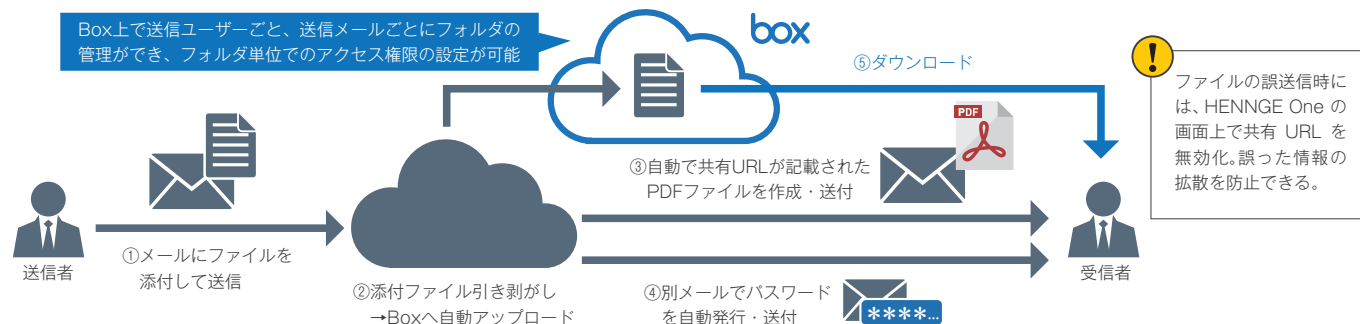 Box上で送信ユーザーごと、送信メールごとにフォルダの
管理ができ、フォルダ単位でのアクセス権限の設定が可能
box
⑤ダウンロード
!
ファイルの誤送信時に
は、HENNGE One の
画面上で共有 URL を
無効化。誤った情報の
拡散を防止できる。
PDF
③自動で共有URLが記載された
PDFファイルを作成・送付
送信者
①メールにファイルを
添付して送信
受信者
②添付ファイル引き剥がし
→Boxへ自動アップロード
④別メールでパスワード
を自動発行・送付
****...